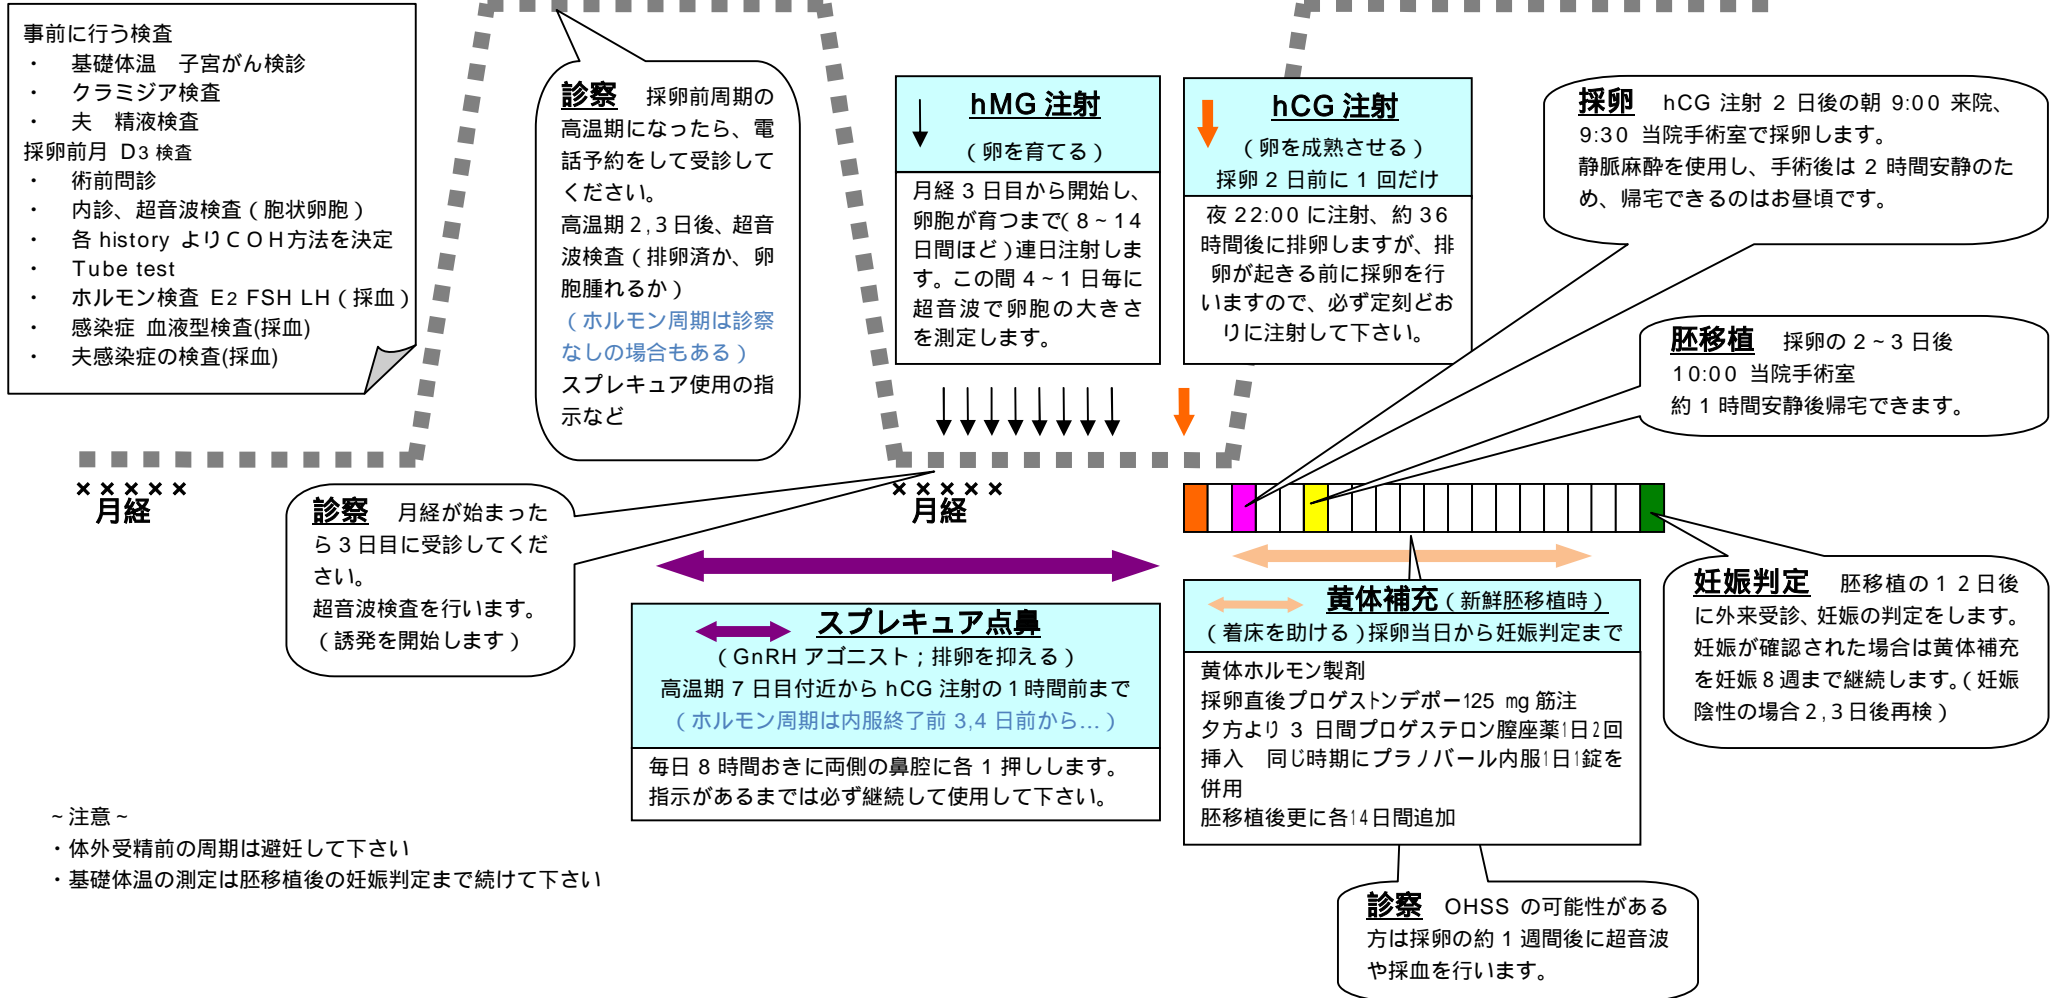 事前に行う検査
・ 基礎体温 子宮がん検診
・ クラミジア検査
・ 夫 精液検査
採卵前月 D3 検査
・ 術前問診
・ 内診、超音波検査（胞状卵胞）
・ 各 history よりＣＯＨ方法を決定
・ Tube test
・ ホルモン検査 E2 FSH LH（採血）
・ 感染症 血液型検査(採血)
・ 夫感染症の検査(採血)
診察 採卵前周期の
高温期になったら、電
話予約をして受診して
ください。
高温期 2,3 日後、超音
波検査（排卵済か、卵
胞腫れるか）
（ホルモン周期は診察
なしの場合もある）
スプレキュア使用の指
示など
hMG 注射
（卵を育てる）
月経 3 日目から開始し、
卵胞が育つまで（8～14
日間ほど）連日注射しま
す。この間 4～1 日毎に
超音波で卵胞の大きさ
を測定します。
hCG 注射
（卵を成熟させる）
採卵 2 日前に 1 回だけ
夜 22:00 に注射、約 36
時間後に排卵しますが、排
卵が起きる前に採卵を行
いますので、必ず定刻どお
りに注射して下さい。
採卵 hCG 注射 2 日後の朝 9:00 来院、
9:30 当院手術室で採卵します。
静脈麻酔を使用し、手術後は 2 時間安静のた
め、帰宅できるのはお昼頃です。
胚移植 採卵の 2～3 日後
10:00 当院手術室
約 1 時間安静後帰宅できます。
×××××
月経
×××××
月経
診察 月経が始まった
ら 3 日目に受診してくだ
さい。
超音波検査を行います。
（誘発を開始します）
スプレキュア点鼻
（GnRH アゴニスト；排卵を抑える）
高温期 7 日目付近から hCG 注射の 1 時間前まで
（ホルモン周期は内服終了前 3,4 日前から…）
毎日 8 時間おきに両側の鼻腔に各 1 押しします。
指示があるまでは必ず継続して使用して下さい。
黄体補充（新鮮胚移植時）
（着床を助ける）採卵当日から妊娠判定まで
黄体ホルモン製剤
採卵直後プロゲストンデポー125 mg 筋注
夕方より 3 日間プロゲステロン膣座薬1日2回
挿入 同じ時期にプラノバール内服1日1錠を
併用
胚移植後更に各14日間追加
妊娠判定 胚移植の１２日後
に外来受診、妊娠の判定をします。
妊娠が確認された場合は黄体補充
を妊娠 8 週まで継続します。（妊娠
陰性の場合 2,3 日後再検）
診察 OHSS の可能性がある
方は採卵の約 1 週間後に超音波
や採血を行います。
～注意～
・体外受精前の周期は避妊して下さい
・基礎体温の測定は胚移植後の妊娠判定まで続けて下さい